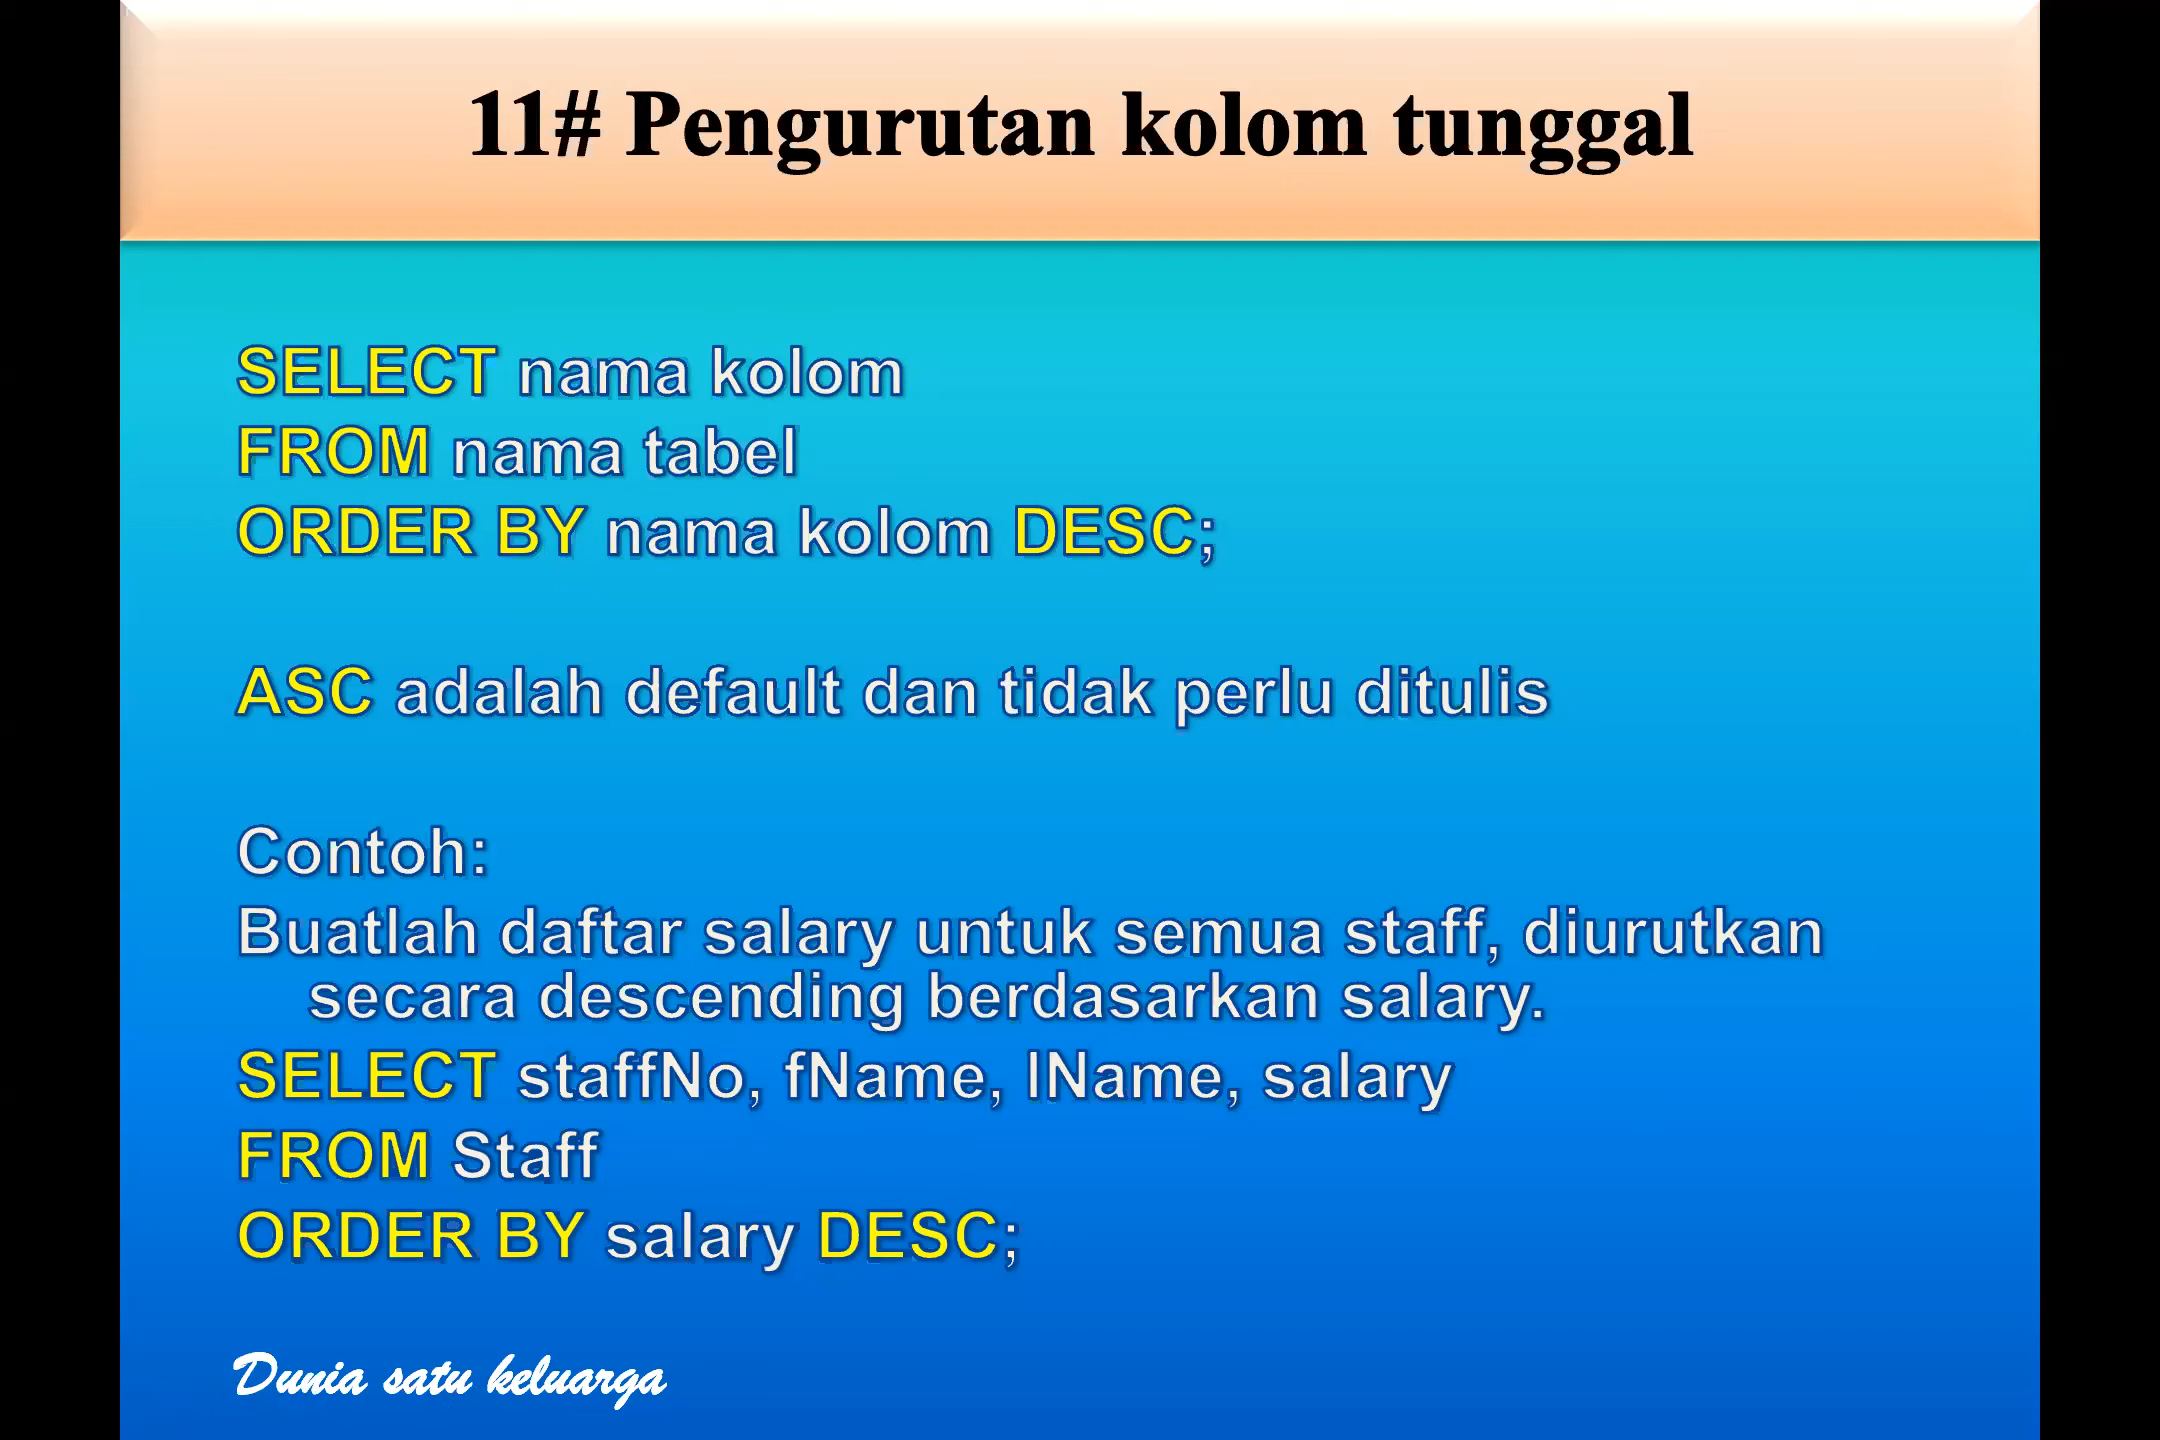 11# Pengurutan kolom tunggal
SELECT nama kolom
FROM nama tabel
ORDER BY nama kolom DESC;
ASC adalah default dan tidak perlu ditulis
Contoh:
Buatlah daftar salary untuk semua staff, diurutkan
secara descending berdasarkan salary.
SELECT staffNo, fName, lName, salary
FROM Staff
ORDER BY salary DESC;
Dunia satu keluarga